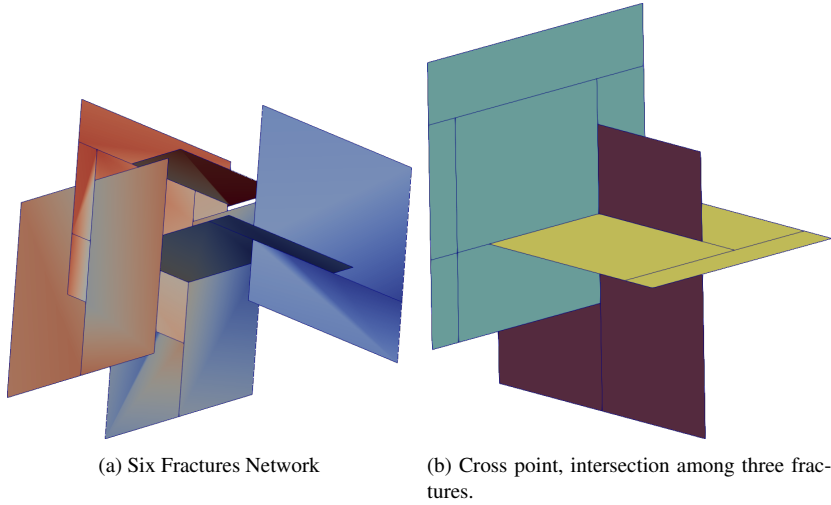 (a) Six Fractures Network
(b) Cross point, intersection among three frac-
tures.